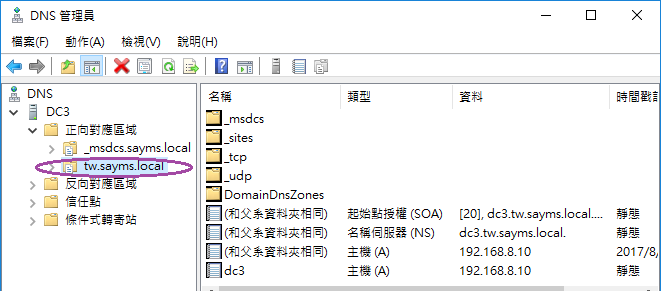 DNS 管理員
檔案(F) 動作(A) 檢視(V) 說明(H)
DNS
DC3
正向對應區域
_msdcs.sayms.local
tw.sayms.local
反向對應區域
信任點
條件式轉寄站
名稱 類型 資料 時間戳記
_msdcs
_sites
_tcp
_udp
DomainDnsZones
(和父系資料夾相同) 起始點授權 (SOA) [20], dc3.tw.sayms.local.... 靜態
(和父系資料夾相同) 名稱伺服器 (NS) dc3.tw.sayms.local. 靜態
(和父系資料夾相同) 主機 (A) 192.168.8.10 2017/8/
dc3 主機 (A) 192.168.8.10 靜態